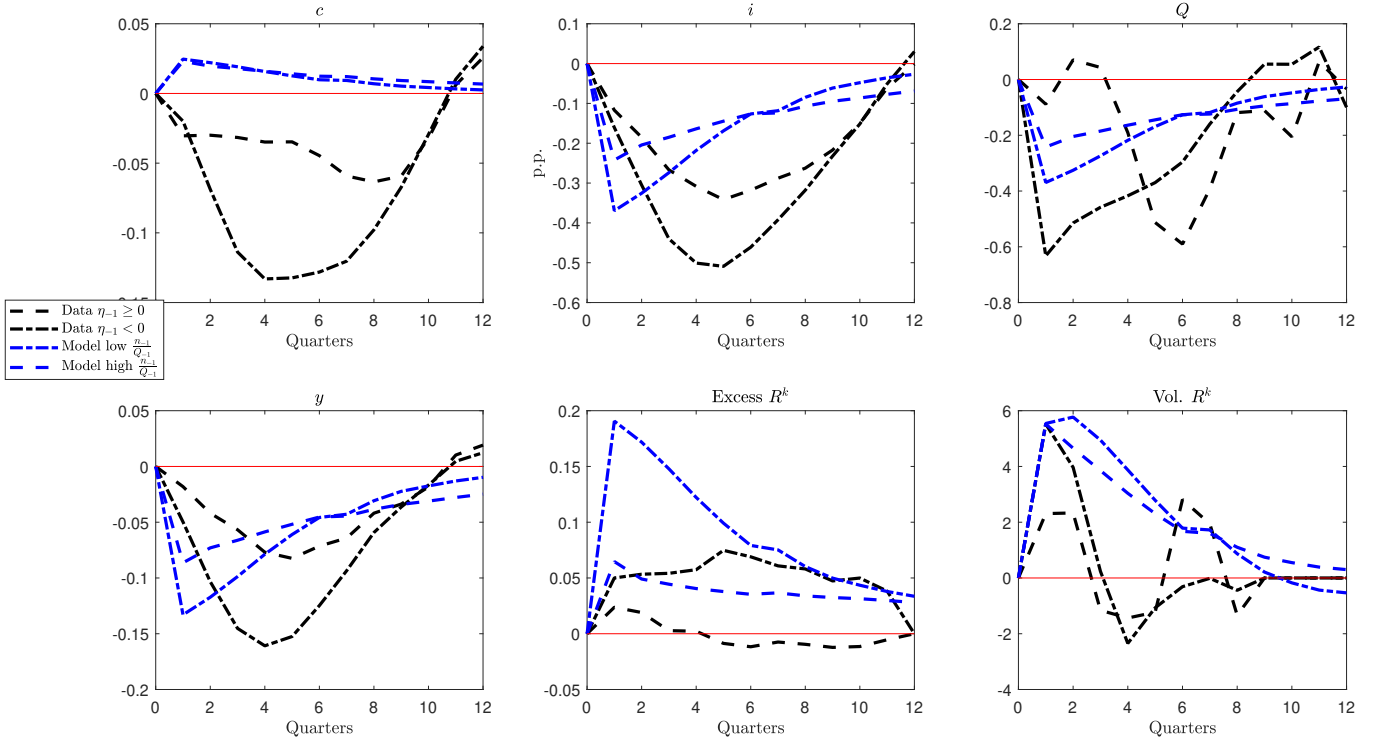 c
i
Q
0.05
0
-0.05
-0.1
-0.15
0.1
0
-0.1
-0.2
-0.3
-0.4
-0.5
-0.6
p.p.
0.2
0
-0.2
-0.4
-0.6
-0.8
2 4 6 8 10 12
Quarters
0 2 4 6 8 10 12
Quarters
0 2 4 6 8 10 12
Quarters
Data η₋₁ ≥ 0
Data η₋₁ < 0
Model low n₋₁/Q₋₁
Model high n₋₁/Q₋₁
y
Excess Rᵏ
Vol. Rᵏ
0.05
0
-0.05
-0.1
-0.15
-0.2
0.2
0.15
0.1
0.05
0
-0.05
6
4
2
0
-2
-4
0 2 4 6 8 10 12
Quarters
0 2 4 6 8 10 12
Quarters
0 2 4 6 8 10 12
Quarters